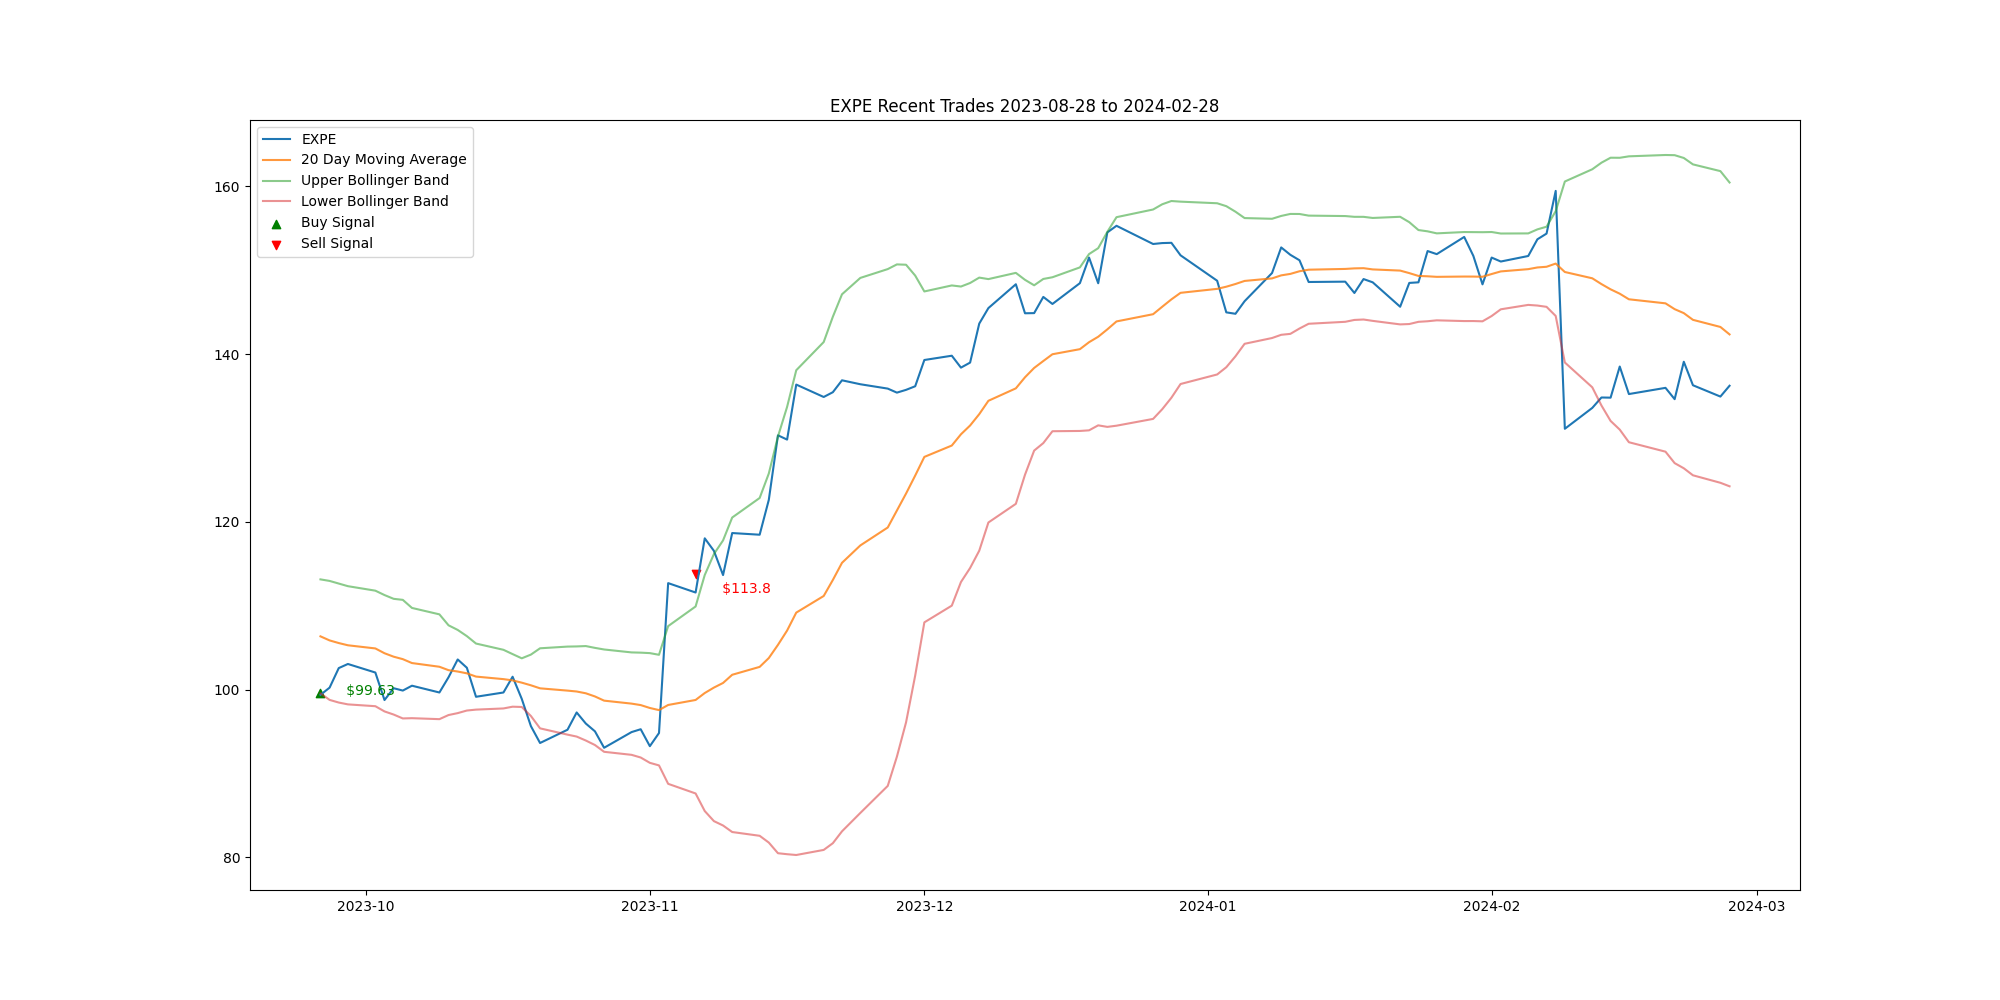 EXPE Recent Trades 2023-08-28 to 2024-02-28
EXPE
20 Day Moving Average
Upper Bollinger Band
Lower Bollinger Band
Buy Signal
Sell Signal
160
140
120
100
80
$113.8
$99.63
2023-10
2023-11
2023-12
2024-01
2024-02
2024-03